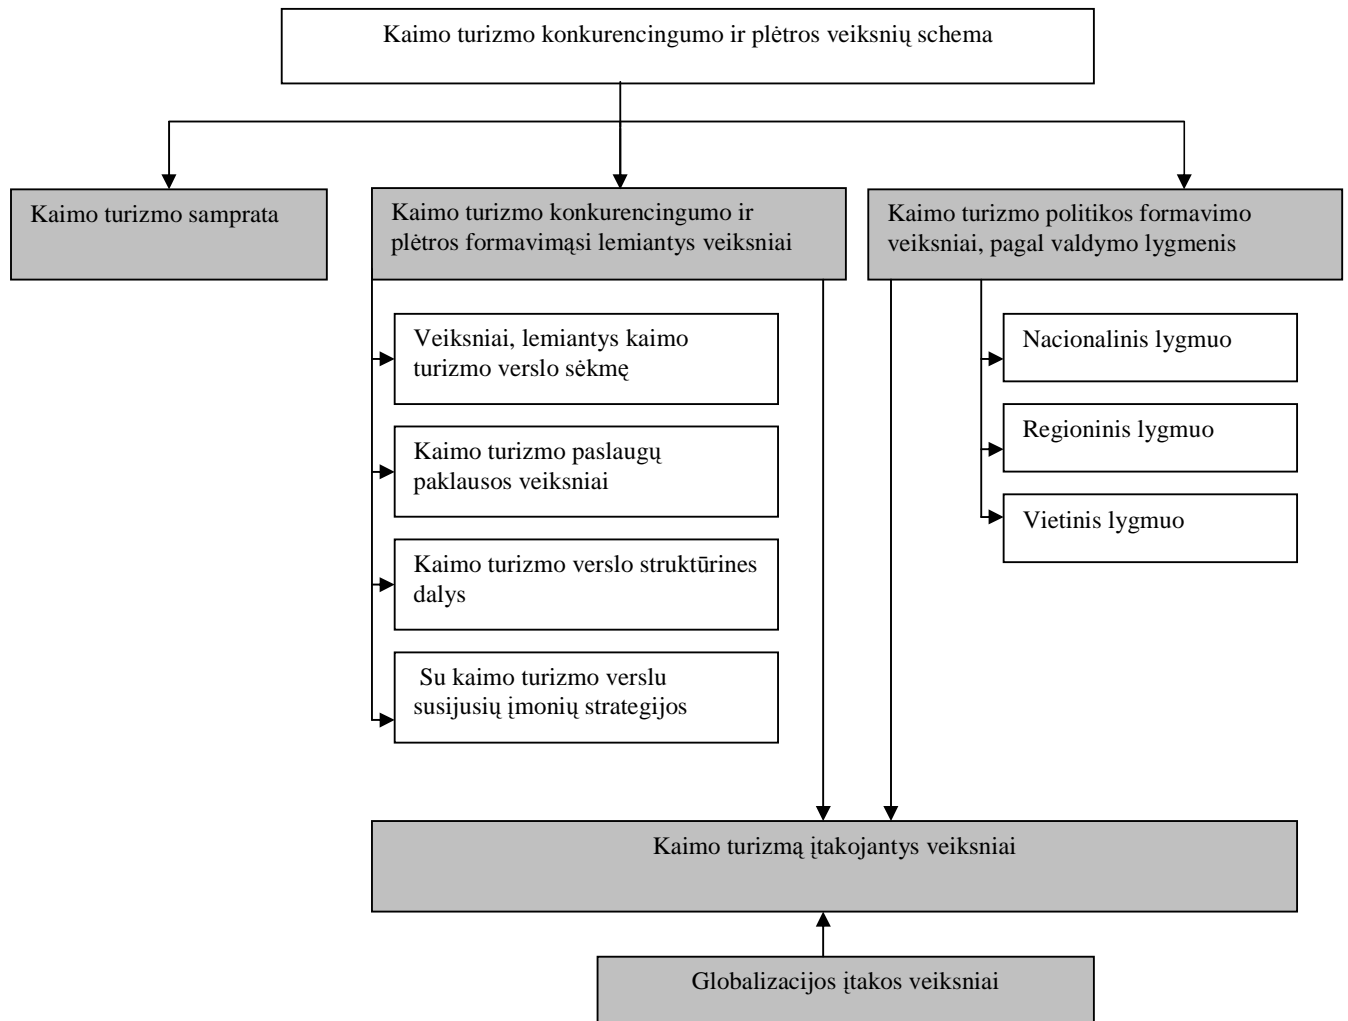 Kaimo turizmo konkurencingumo ir plėtros veiksnių schema
Kaimo turizmo samprata
Kaimo turizmo konkurencingumo ir
plėtros formavimąsi lemiantys veiksniai
Kaimo turizmo politikos formavimo
veiksniai, pagal valdymo lygmenis
Veiksniai, lemiantys kaimo
turizmo verslo sėkmę
Kaimo turizmo paslaugų
paklausos veiksniai
Kaimo turizmo verslo struktūrines
dalys
Su kaimo turizmo verslu
susijusių įmonių strategijos
Nacionalinis lygmuo
Regioninis lygmuo
Vietinis lygmuo
Kaimo turizmą įtakojantys veiksniai
Globalizacijos įtakos veiksniai